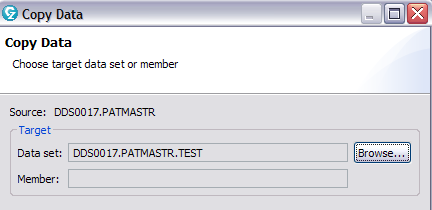 Copy Data
Copy Data
Choose target data set or member
Source: DDS0017.PATMASTR
Target
Data set: DDS0017.PATMASTR.TEST Browse...
Member: